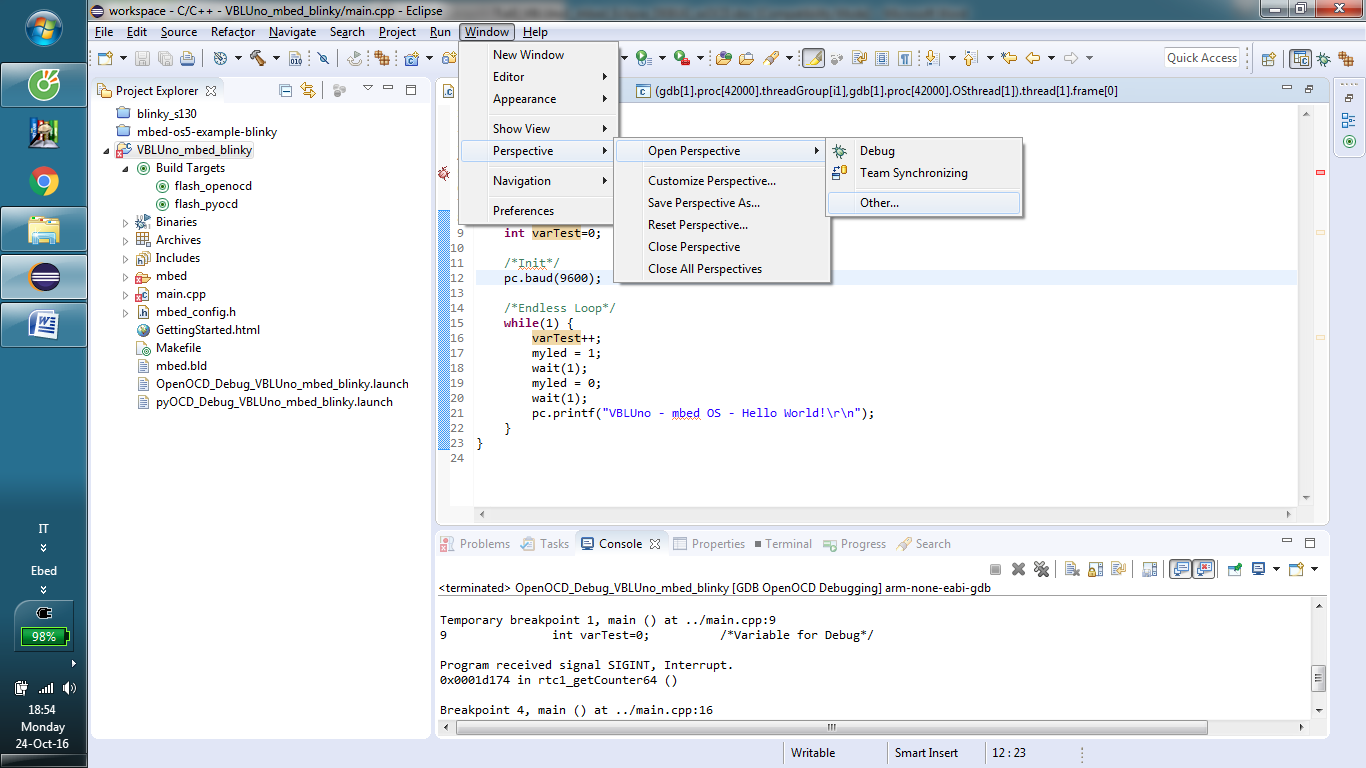 workspace - C/C++ - VBLUno_mbed_blinky/main.cpp - Eclipse
File Edit Source Refactor Navigate Search Project Run Window Help
Quick Access
Project Explorer
blinky_s130
mbed-os5-example-blinky
VBLUno_mbed_blinky
Build Targets
flash_openocd
flash_pyocd
Binaries
Archives
Includes
mbed
main.cpp
mbed_config.h
GettingStarted.html
Makefile
mbed.bld
OpenOCD_Debug_VBLUno_mbed_blinky.launch
pyOCD_Debug_VBLUno_mbed_blinky.launch
New Window
Editor
Appearance
Show View
Perspective
Navigation
Preferences
Open Perspective
Customize Perspective...
Save Perspective As...
Reset Perspective...
Close Perspective
Close All Perspectives
Debug
Team Synchronizing
Other...
(gdb[1].proc[42000].threadGroup[i1],gdb[1].proc[42000].OSthread[1]).thread[1].frame[0]
9 int varTest=0;
10
11 /*Init*/
12 pc.baud(9600);
13
14 /*Endless Loop*/
15 while(1) {
16 varTest++;
17 myled = 1;
18 wait(1);
19 myled = 0;
20 wait(1);
21 pc.printf("VBLUno - mbed OS - Hello World!\r\n");
22 }
23 }
24
Problems Tasks Console Properties Terminal Progress Search
<terminated> OpenOCD_Debug_VBLUno_mbed_blinky [GDB OpenOCD Debugging] arm-none-eabi-gdb
Temporary breakpoint 1, main () at ../main.cpp:9
9 int varTest=0; /*Variable for Debug*/
Program received signal SIGINT, Interrupt.
0x0001d174 in rtc1_getCounter64 ()
Breakpoint 4, main () at ../main.cpp:16
Writable Smart Insert 12 : 23
IT
Ebed
98%
18:54
Monday
24-Oct-16